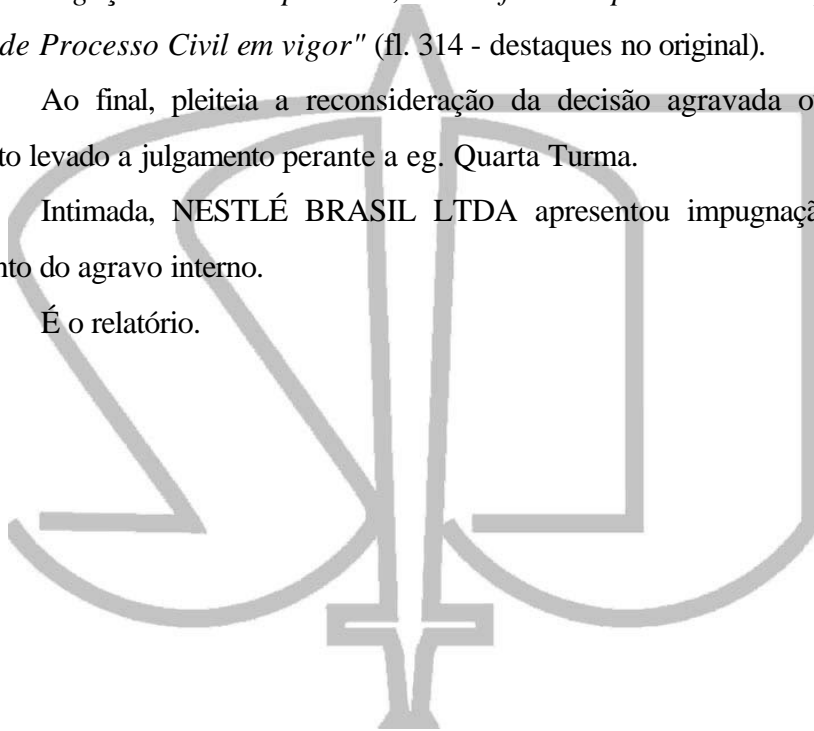 de Processo Civil em vigor" (fl. 314 - destaques no original).
Ao final, pleiteia a reconsideração da decisão agravada
to levado a julgamento perante a eg. Quarta Turma.
Intimada, NESTLÉ BRASIL LTDA apresentou
nto do agravo interno.
É o relatório.